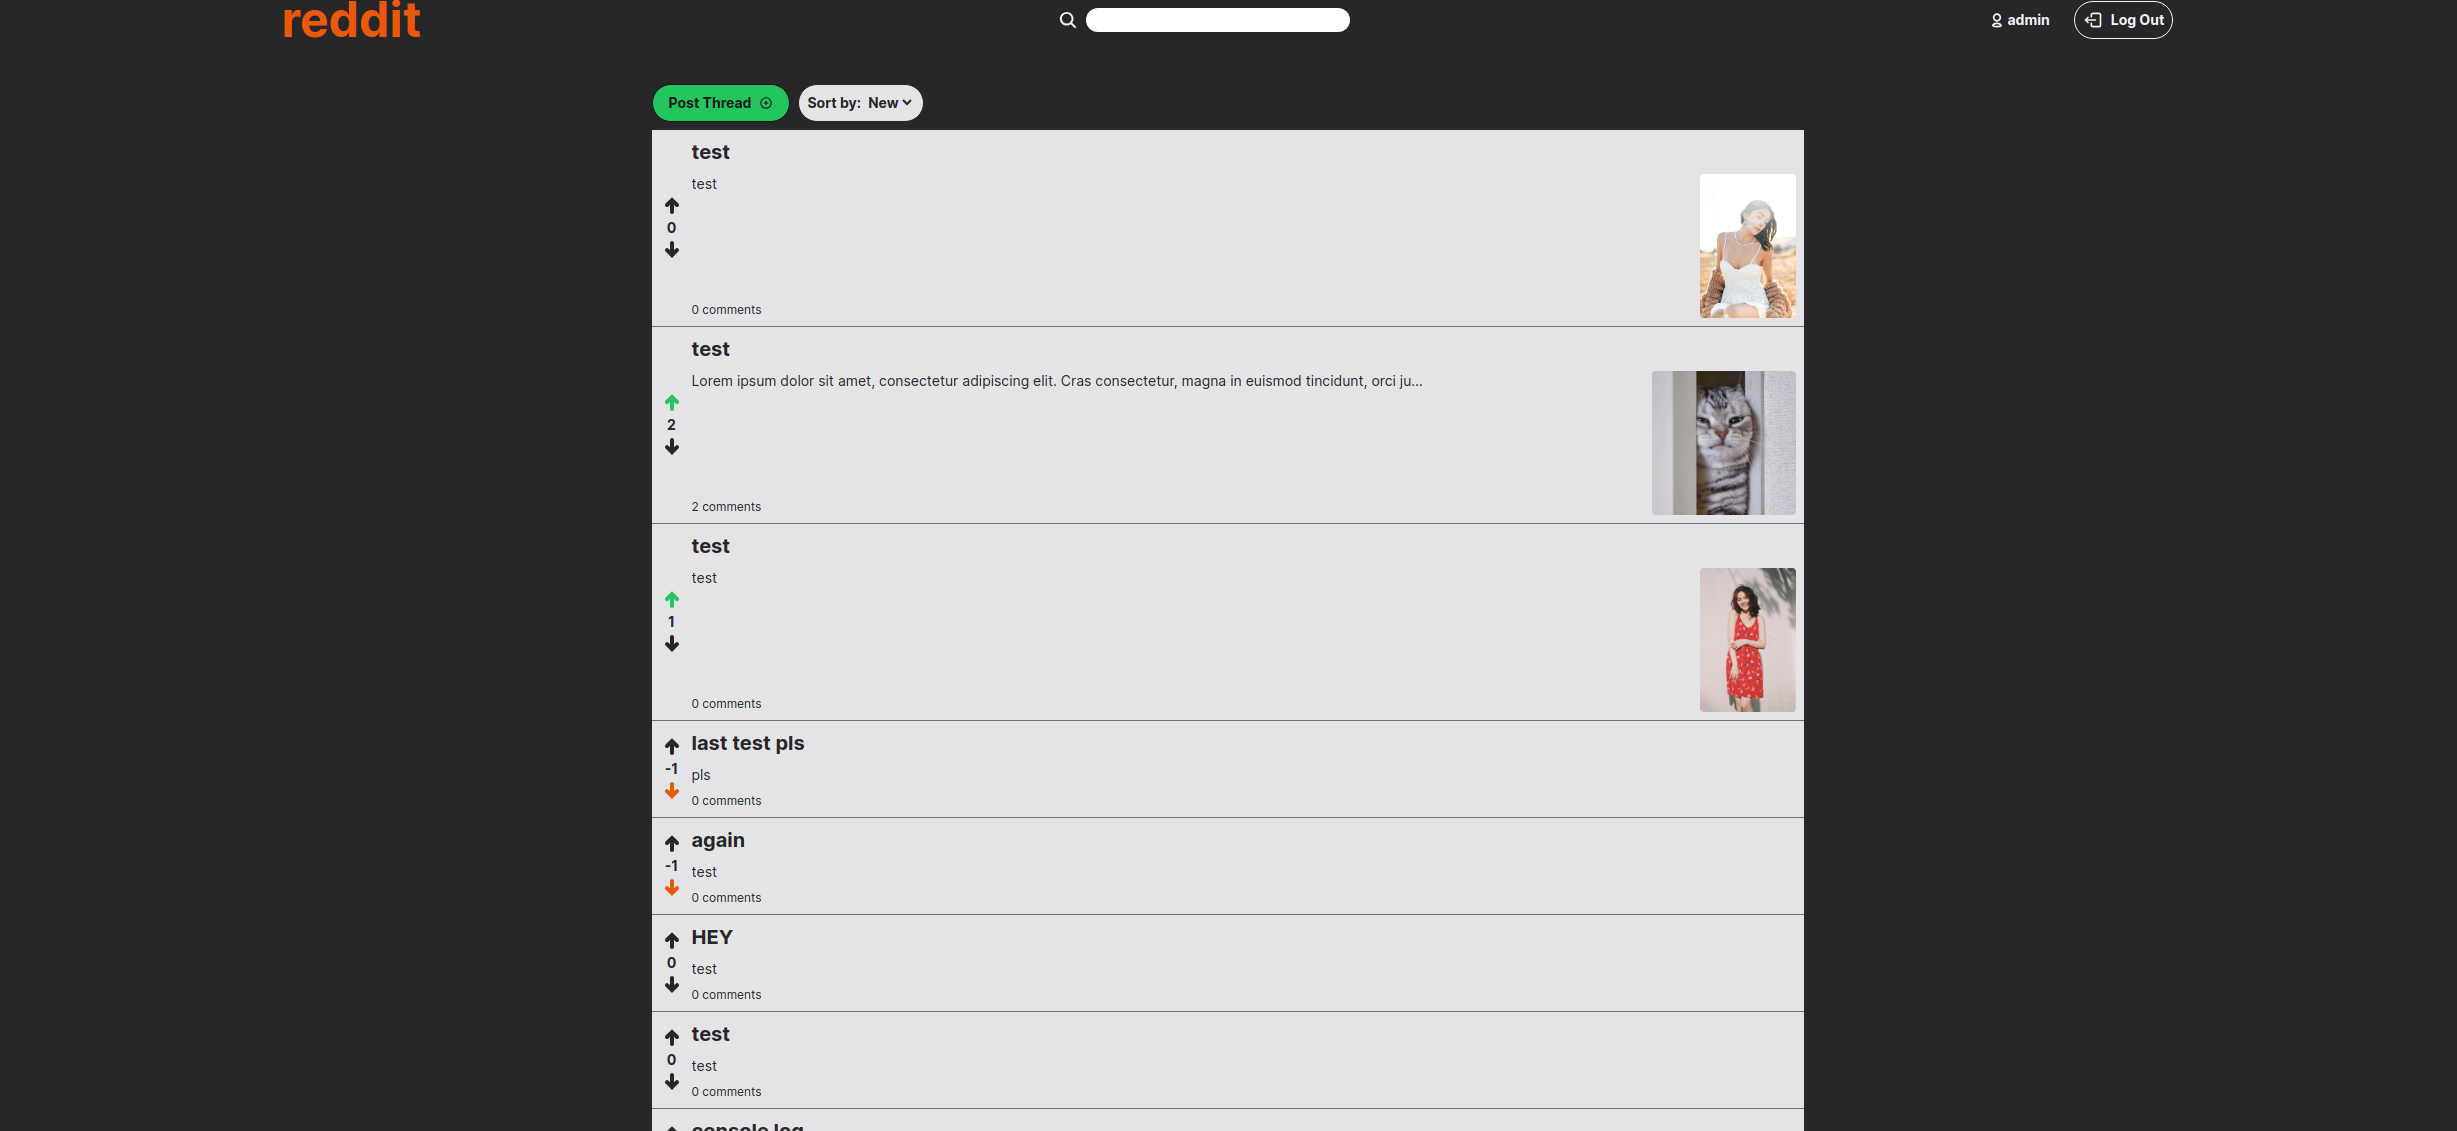 reddit
admin
Log Out
Post Thread
Sort by: New
test
test
0
0 comments
test
Lorem ipsum dolor sit amet, consectetur adipiscing elit. Cras consectetur, magna in euismod tincidunt, orci ju...
2
2 comments
test
test
1
0 comments
last test pls
-1
pls
0 comments
again
-1
test
0 comments
HEY
0
test
0 comments
test
0
test
0 comments
console log